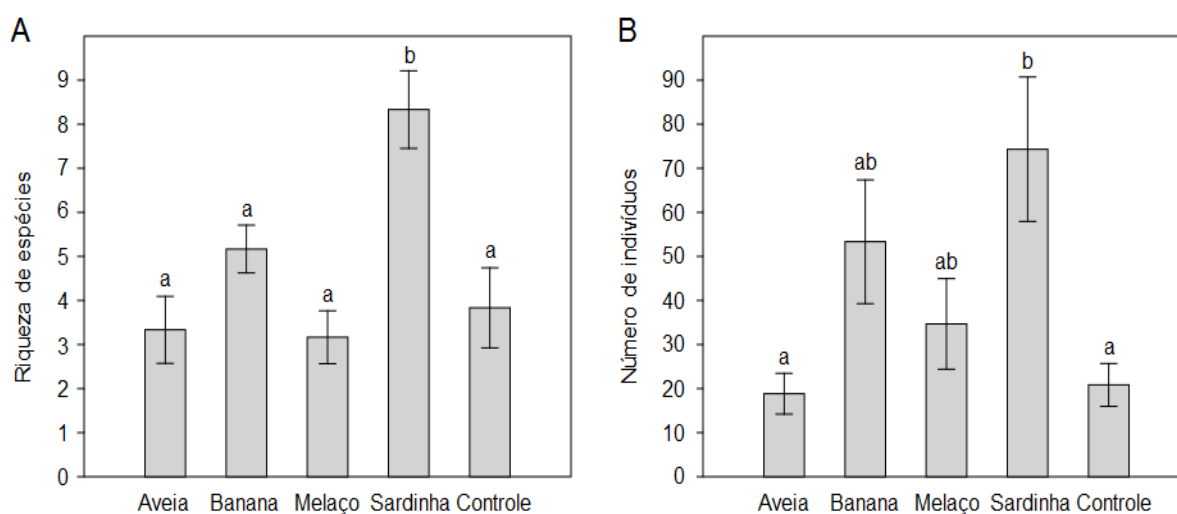 A
Riqueza de espécies
9
8
7
6
5
4
3
2
1
0
a
a
a
b
a
Aveia Banana Melaço Sardinha Controle
B
Número de indivíduos
90
80
70
60
50
40
30
20
10
0
a
ab
ab
b
a
Aveia Banana Melaço Sardinha Controle